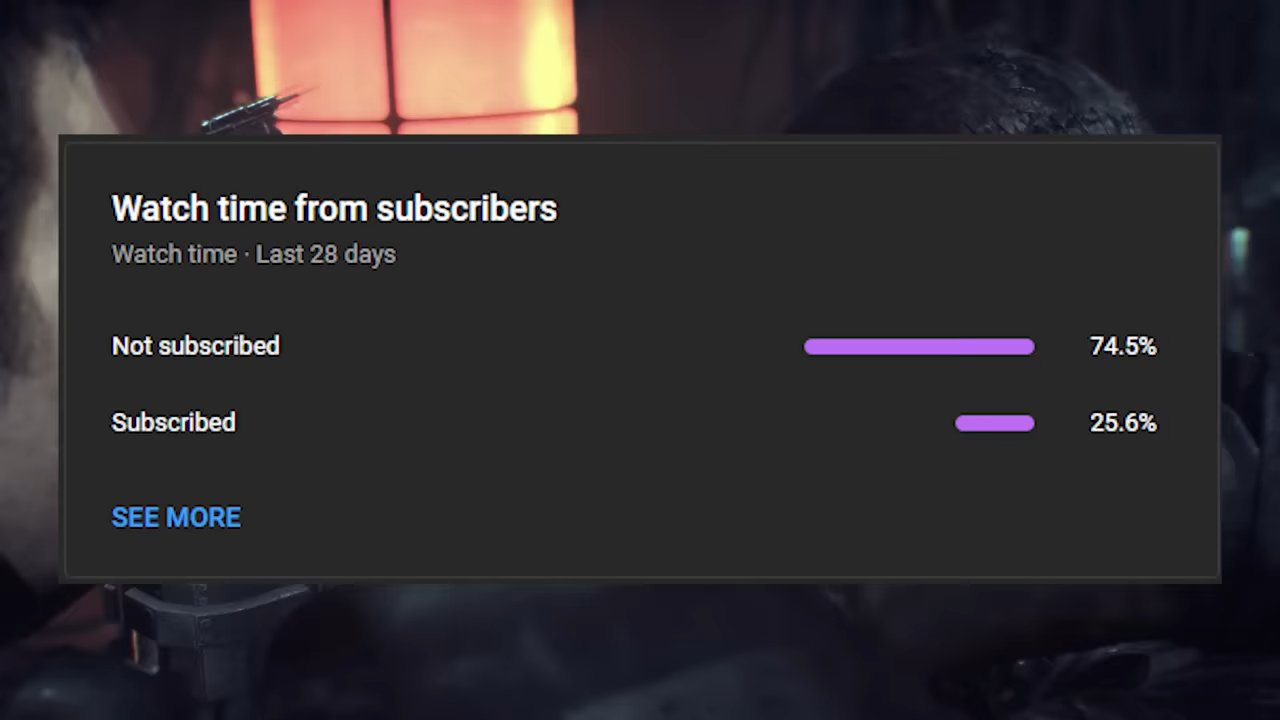 Watch time from subscribers
Watch time · Last 28 days
Not subscribed 74.5%
Subscribed 25.6%
SEE MORE